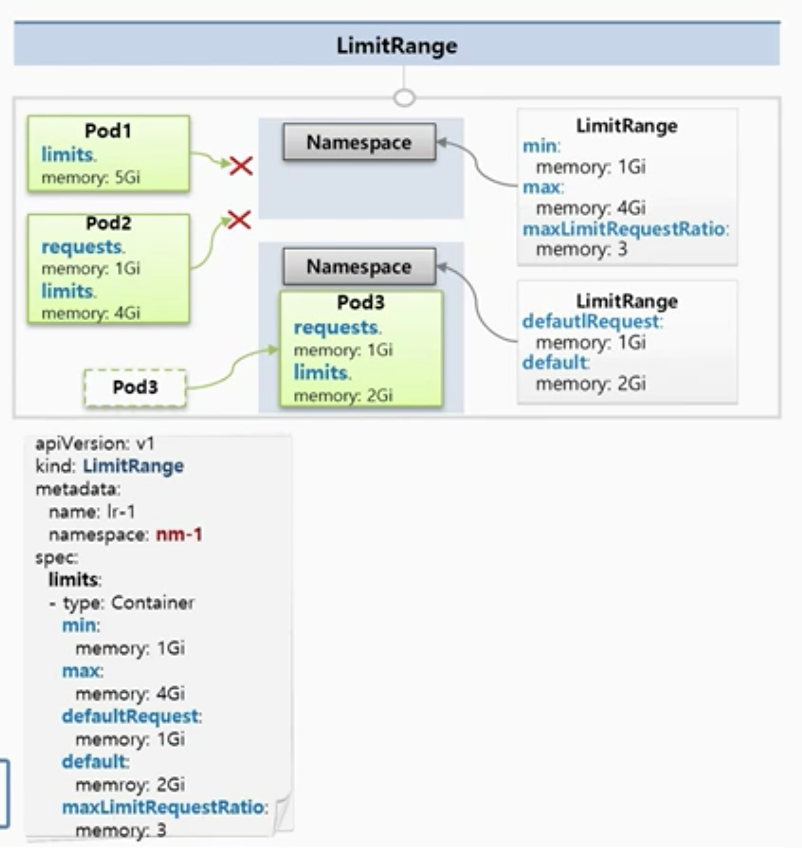 LimitRange
Pod1
limits.
memory: 5Gi
Pod2
requests.
memory: 1Gi
limits.
memory: 4Gi
Pod3
Namespace
Namespace
Pod3
requests.
memory: 1Gi
limits.
memory: 2Gi
LimitRange
min:
memory: 1Gi
max:
memory: 4Gi
maxLimitRequestRatio:
memory: 3
LimitRange
defautlRequest:
memory: 1Gi
default:
memory: 2Gi
apiVersion: v1
kind: LimitRange
metadata:
name: lr-1
namespace: nm-1
spec:
limits:
- type: Container
min:
memory: 1Gi
max:
memory: 4Gi
defaultRequest:
memory: 1Gi
default:
memroy: 2Gi
maxLimitRequestRatio:
memory: 3